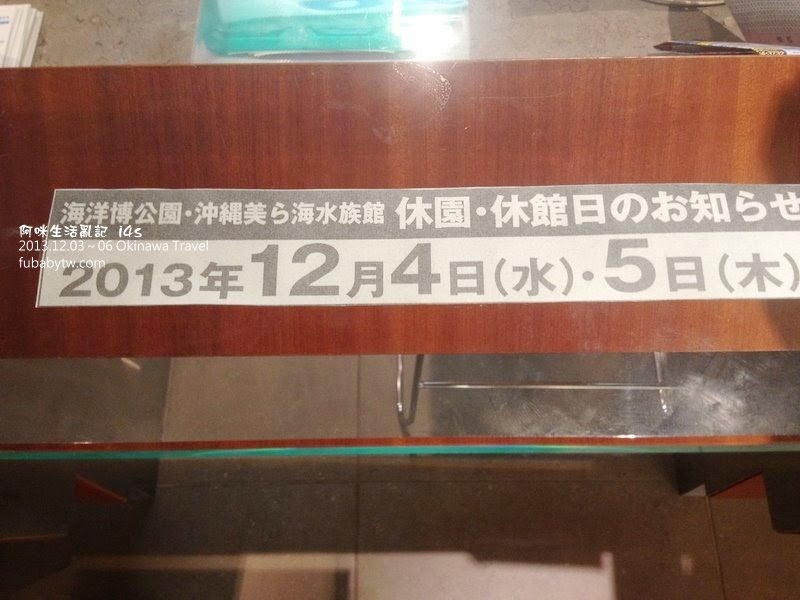 海洋博公園・沖縄美ら海水族館 休園・休館日のお知らせ
2013年12月4日(水)・5日(木)
阿咪生活亂記 14s
2013.12.03~06 Okinawa Travel
fubabytw.com